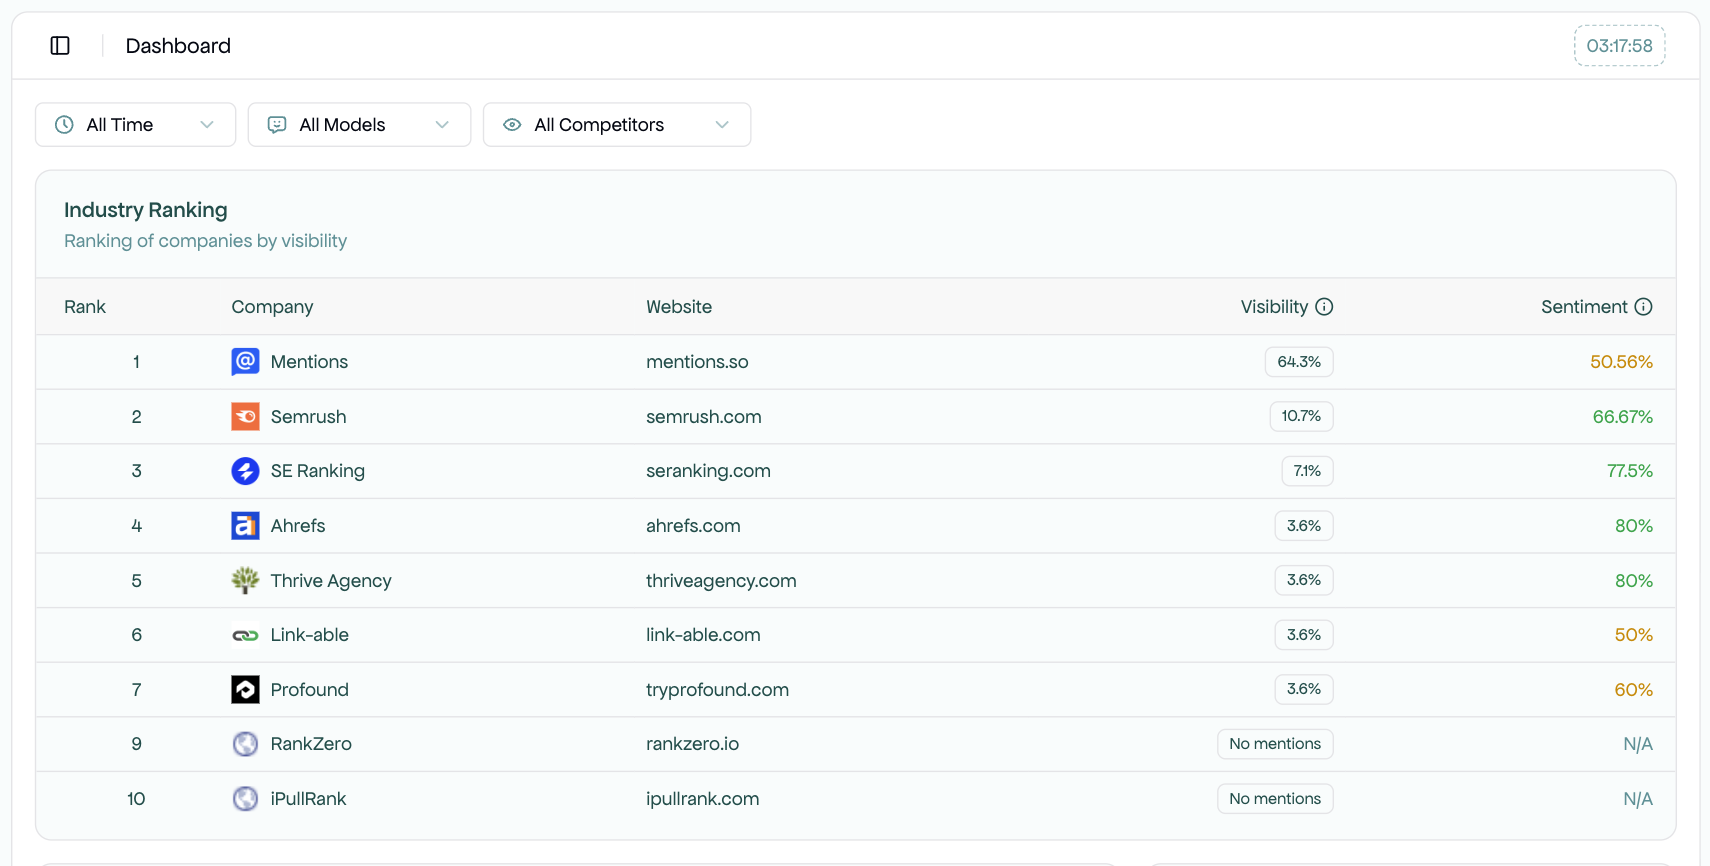 Dashboard
03:17:58
All Time
All Models
All Competitors
Industry Ranking
Ranking of companies by visibility
Rank Company Website Visibility Sentiment
1 Mentions mentions.so 64.3% 50.56%
2 Semrush semrush.com 10.7% 66.67%
3 SE Ranking seranking.com 7.1% 77.5%
4 Ahrefs ahrefs.com 3.6% 80%
5 Thrive Agency thriveagency.com 3.6% 80%
6 Link-able link-able.com 3.6% 50%
7 Profound tryprofound.com 3.6% 60%
9 RankZero rankzero.io No mentions N/A
10 iPullRank ipullrank.com No mentions N/A